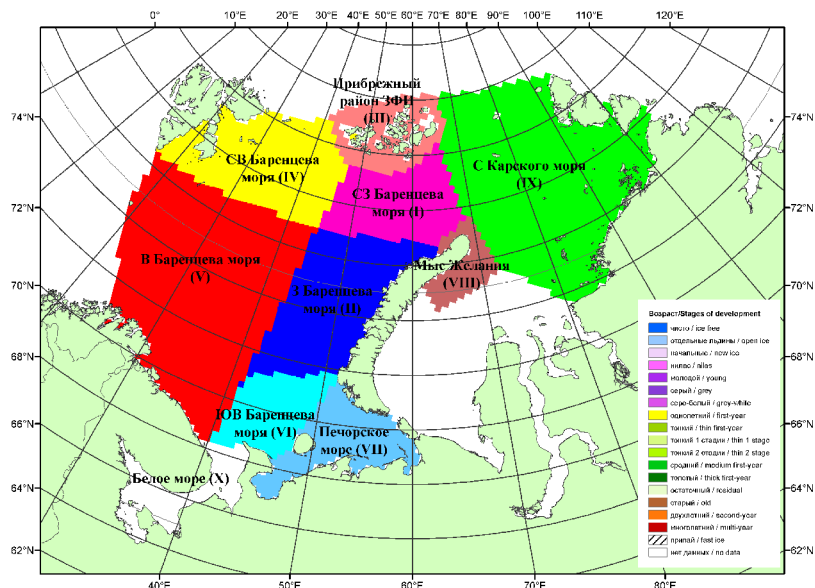 0° 10°E 20°E 30°E 40°E 50°E 60°E 70°E 80°E 90°E 100°E 105°E 120°E
74°N
72°N
70°N
68°N
66°N
64°N
62°N
Прибрежный
район ЗФИ
(III)
СВ Баренцева
моря (IV)
СЗ Баренцева
моря (I)
С Карского моря
(IX)
В Баренцева моря
(V)
З Баренцева
моря (II)
Мыс Желания
(VIII)
ЮВ Баренцева
моря (VI)
Печорское
море (VII)
Белое море (X)
Возраст/Stages of development
чисто / ice free
отдельные льдины / open ice
начальные / new ice
нилас / nilas
молодой / young
серый / grey
серо-белый / grey-white
однолетний / first-year
тонкий / thin first-year
тонкий 1 стадии / thin 1 stage
тонкий 2 стадии / thin 2 stage
средний / medium first-year
толстый / thick first-year
остаточный / residual
старый / old
двухлетний / second-year
многолетний / multi-year
припай / fast ice
нет данных / no data
74°N
72°N
70°N
68°N
66°N
64°N
62°N
40°E 50°E 60°E 70°E 80°E